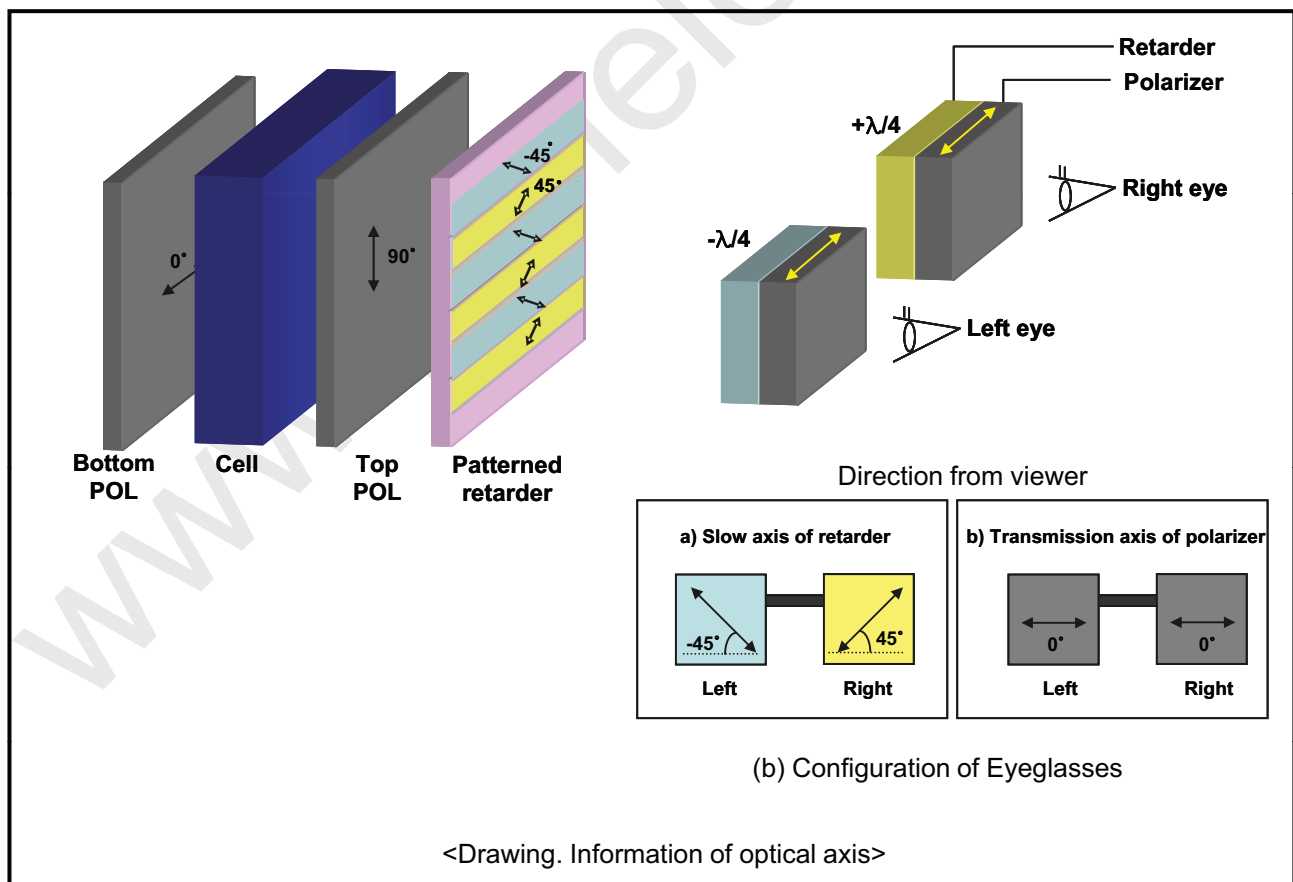 Retarder
Polarizer
+λ/4
-λ/4
Right eye
Left eye
0˚
90˚
-45˚
45˚
Bottom
POL
Cell
Top
POL
Patterned
retarder
Direction from viewer
a) Slow axis of retarder
-45˚
45˚
Left
Right
b) Transmission axis of polarizer
0˚
0˚
Left
Right
(b) Configuration of Eyeglasses
<Drawing. Information of optical axis>